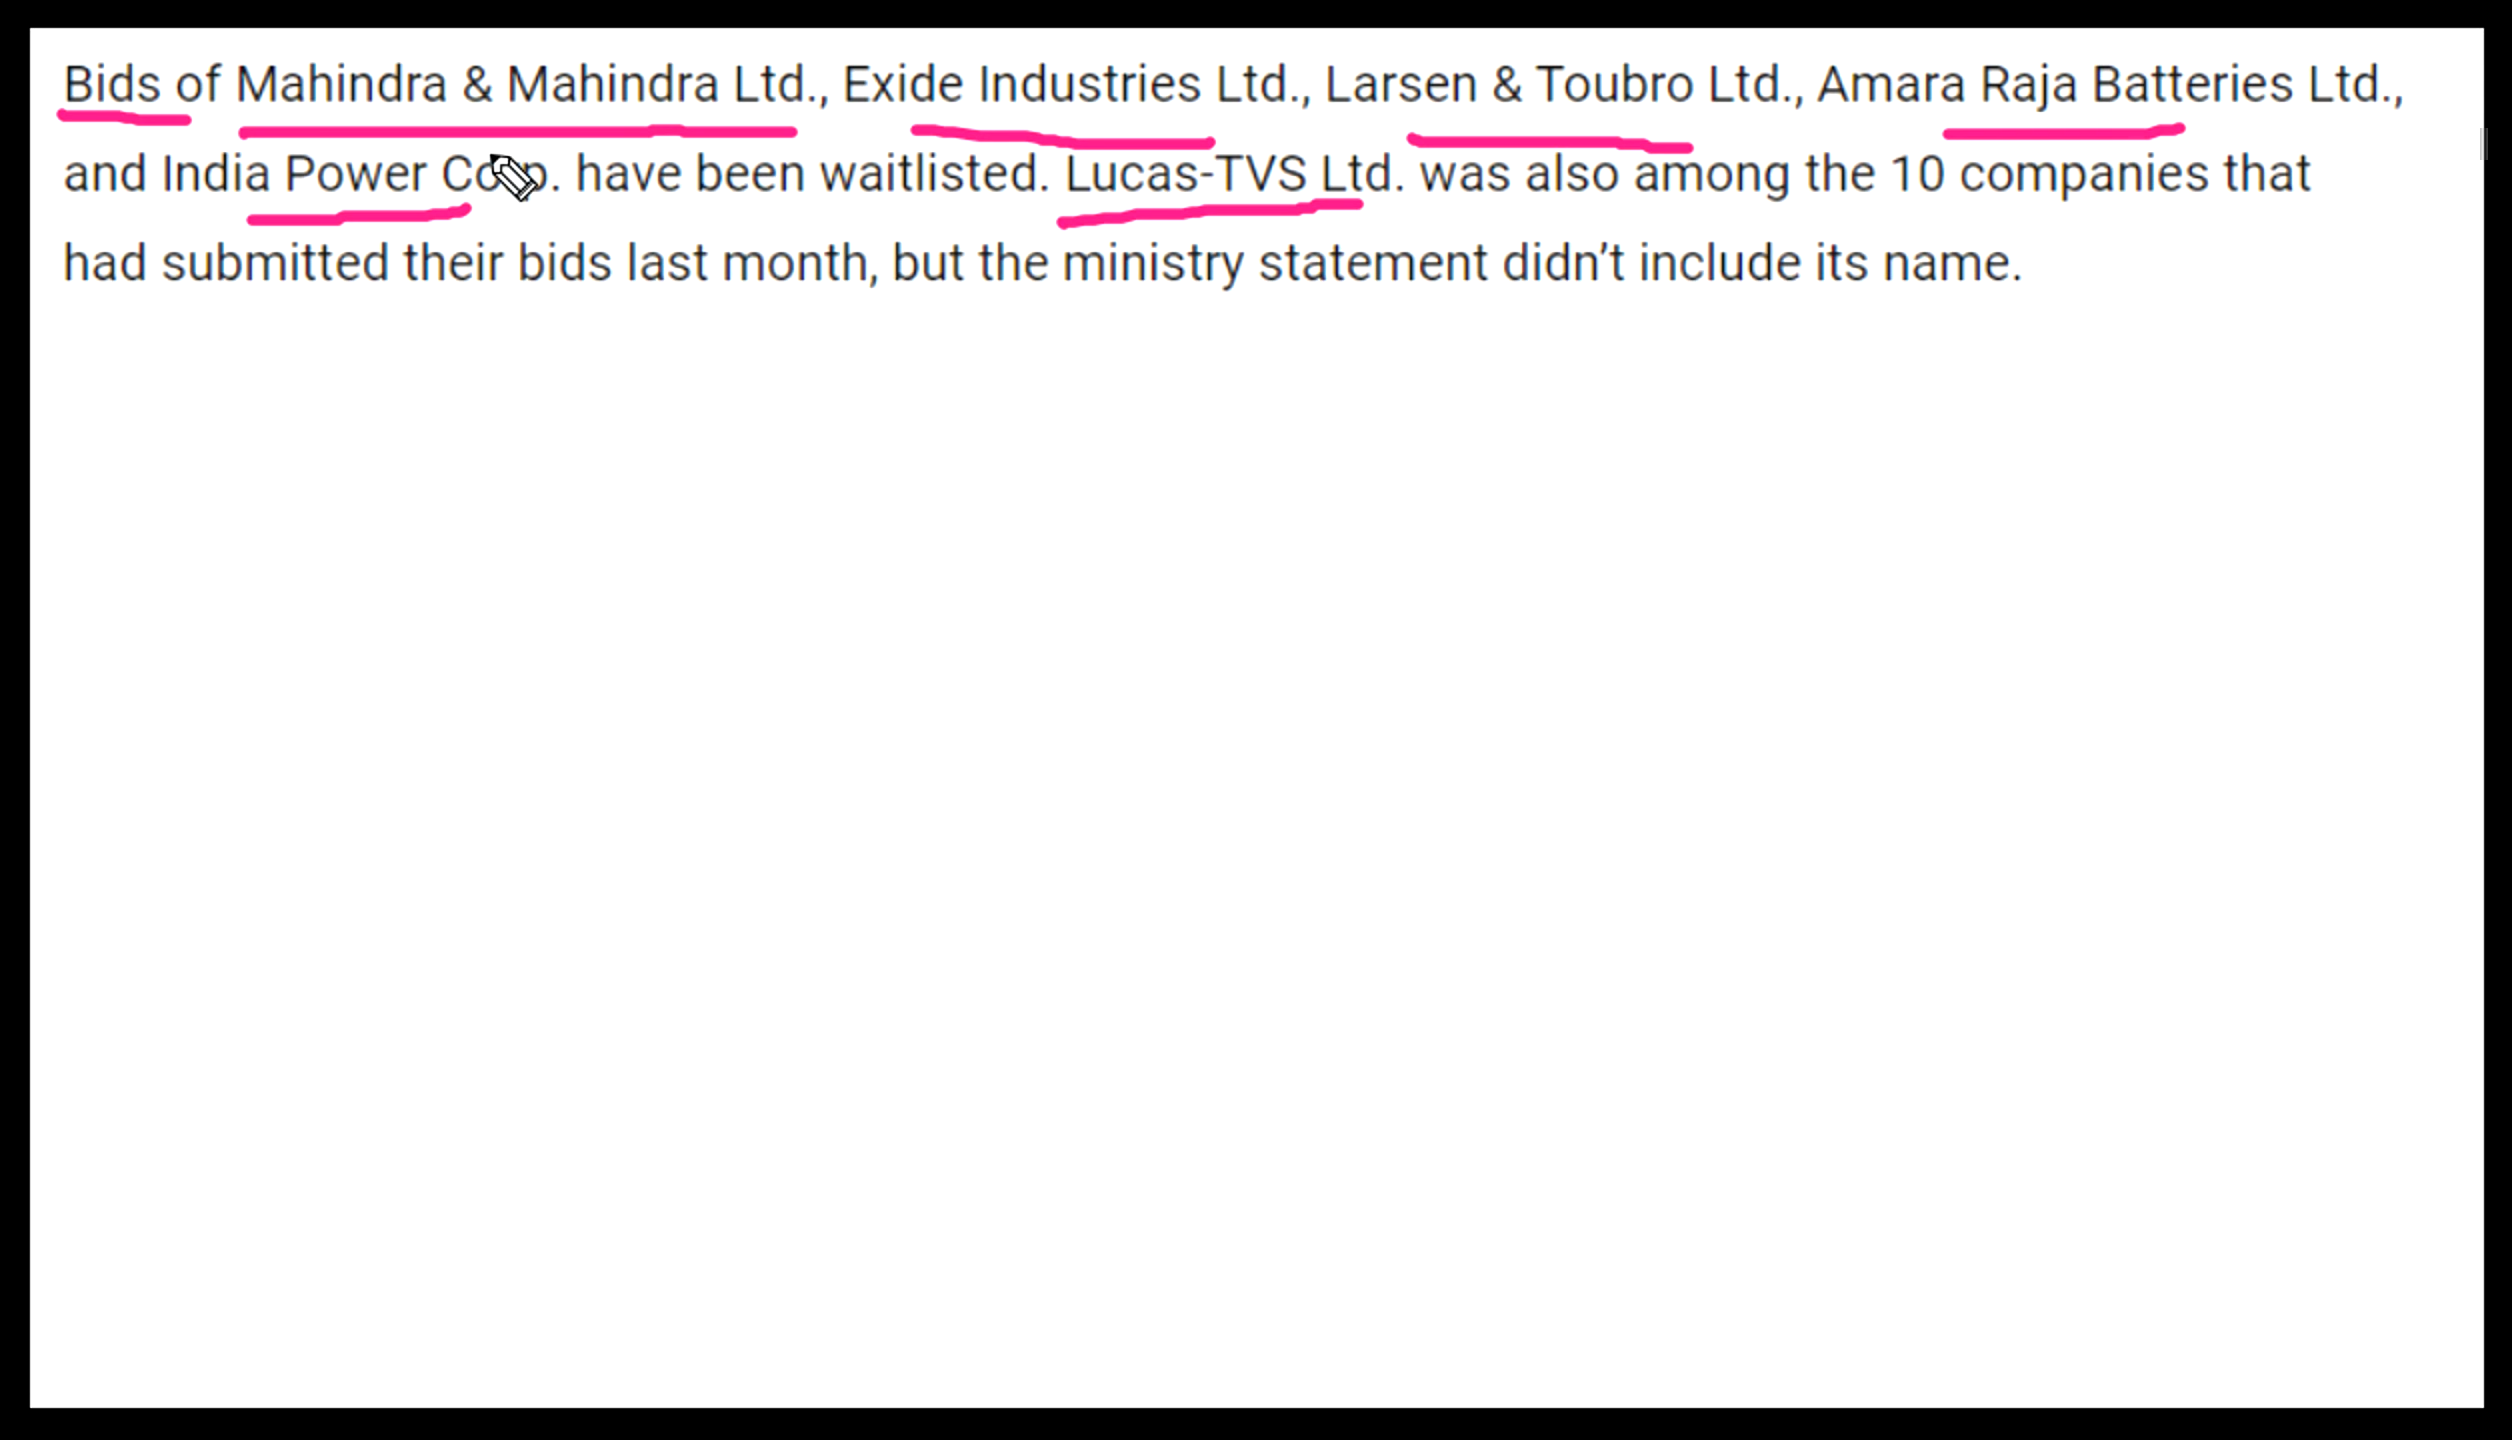 Bids of Mahindra & Mahindra Ltd., Exide Industries Ltd., Larsen & Toubro Ltd., Amara Raja Batteries Ltd.,
and India Power Corp. have been waitlisted. Lucas-TVS Ltd. was also among the 10 companies that
had submitted their bids last month, but the ministry statement didn’t include its name.